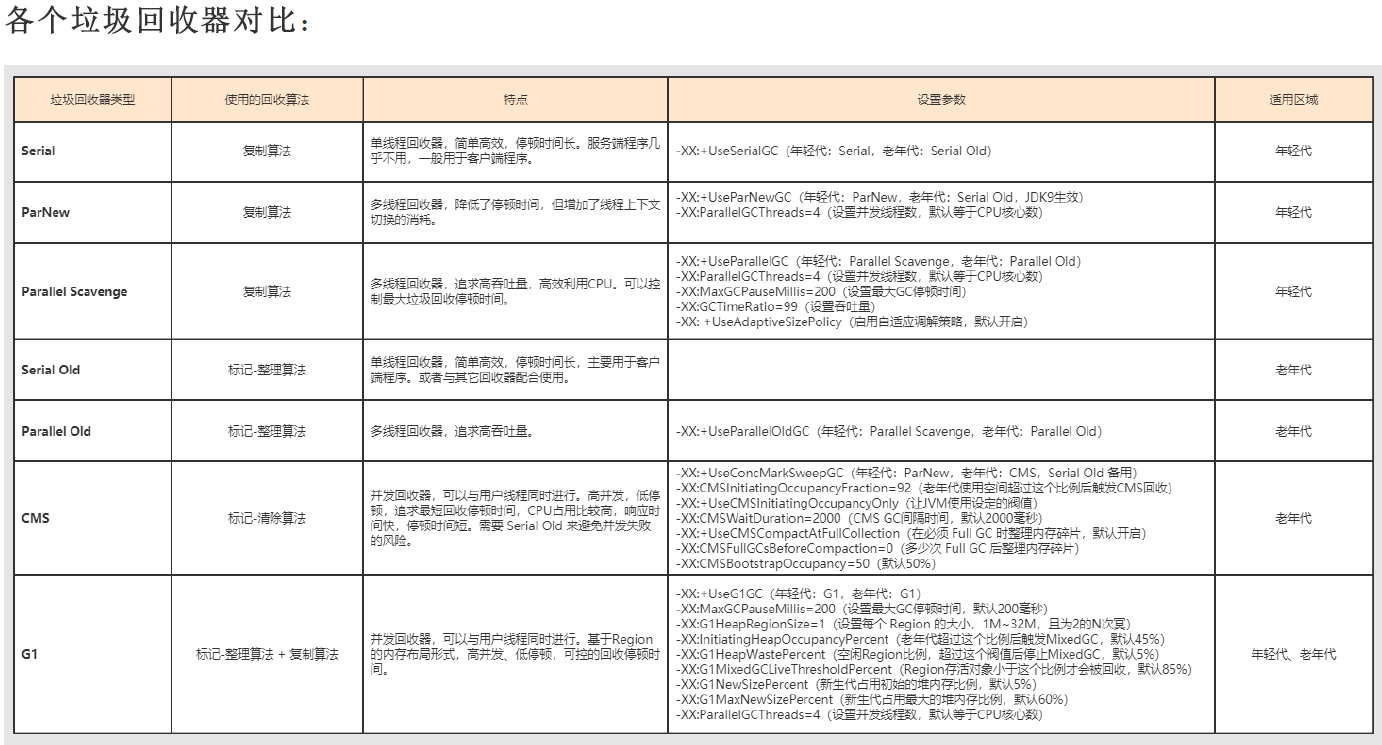 各个垃圾回收器对比：
垃圾回收器类型
使用的回收算法
特点
设置参数
适用区域
Serial
复制算法
单线程回收器，简单高效，停顿时间长。服务端程序几
乎不用，一般用于客户端程序。
-XX:+UseSerialGC（年轻代：Serial，老年代：Serial Old）
年轻代
ParNew
复制算法
多线程回收器，降低了停顿时间，但增加了线程上下文
切换的消耗。
-XX:+UseParNewGC（年轻代：ParNew，老年代：Serial Old，JDK9生效）
-XX:ParallelGCThreads=4（设置并发线程数，默认等于CPU核心数）
年轻代
Parallel Scavenge
复制算法
多线程回收器，追求高吞吐量，高效利用CPU。可以控
制最大垃圾回收停顿时间。
-XX:+UseParallelGC（年轻代：Parallel Scavenge，老年代：Parallel Old）
-XX:ParallelGCThreads=4（设置并发线程数，默认等于CPU核心数）
-XX:MaxGCPauseMillis=200（设置最大GC停顿时间）
-XX:GCTimeRatio=99（设置吞吐量）
-XX: +UseAdaptiveSizePolicy（启用自适应调解策略，默认开启）
年轻代
Serial Old
标记-整理算法
单线程回收器，简单高效，停顿时间长，主要用于客户
端程序。或者与其它回收器配合使用。
老年代
Parallel Old
标记-整理算法
多线程回收器，追求高吞吐量。
-XX:+UseParallelOldGC（年轻代：Parallel Scavenge，老年代：Parallel Old）
老年代
CMS
标记-清除算法
并发回收器，可以与用户线程同时进行。高并发，低停
顿，追求最短回收停顿时间，CPU占用比较高，响应时
间快，停顿时间短。需要 Serial Old 来避免并发失败
的风险。
-XX:+UseConcMarkSweepGC（年轻代：ParNew，老年代：CMS，Serial Old 备用）
-XX:CMSInitiatingOccupancyFraction=92（老年代使用空间超过这个比例后触发CMS回收）
-XX:+UseCMSInitiatingOccupancyOnly（让JVM使用设定的阀值）
-XX:CMSWaitDuration=2000（CMS GC间隔时间，默认2000毫秒）
-XX:+UseCMSCompactAtFullCollection（在必须 Full GC 时整理内存碎片，默认开启）
-XX:CMSFullGCsBeforeCompaction=0（多少次 Full GC 后整理内存碎片）
-XX:CMSBootstrapOccupancy=50（默认50%）
老年代
G1
标记-整理算法 + 复制算法
并发回收器，可以与用户线程同时进行。基于Region
的内存布局形式，高并发、低停顿，可控的回收停顿时
间。
-XX:+UseG1GC（年轻代：G1，老年代：G1）
-XX:MaxGCPauseMillis=200（设置最大GC停顿时间，默认200毫秒）
-XX:G1HeapRegionSize=1（设置每个 Region 的大小，1M~32M，且为2的N次冥）
-XX:InitiatingHeapOccupancyPercent（老年代超过这个比例后触发MixedGC，默认45%）
-XX:G1HeapWastePercent（空闲Region比例，超过这个阀值后停止MixedGC，默认5%）
-XX:G1MixedGCLiveThresholdPercent（Region存活对象小于这个比例才会被回收，默认85%）
-XX:G1NewSizePercent（新生代占用初始的堆内存比例，默认5%）
-XX:G1MaxNewSizePercent（新生代占用最大的堆内存比例，默认60%）
-XX:ParallelGCThreads=4（设置并发线程数，默认等于CPU核心数）
年轻代、老年代